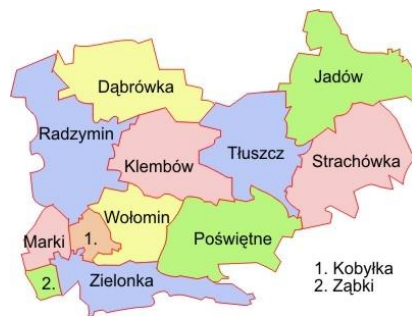 Dąbrówka
Jadów
Radzymin
Klembów
Tłuszcz
Strachówka
Wołomin
Marki
1.
Poświętne
2.
Zielonka
1. Kobyłka
2. Ząbki